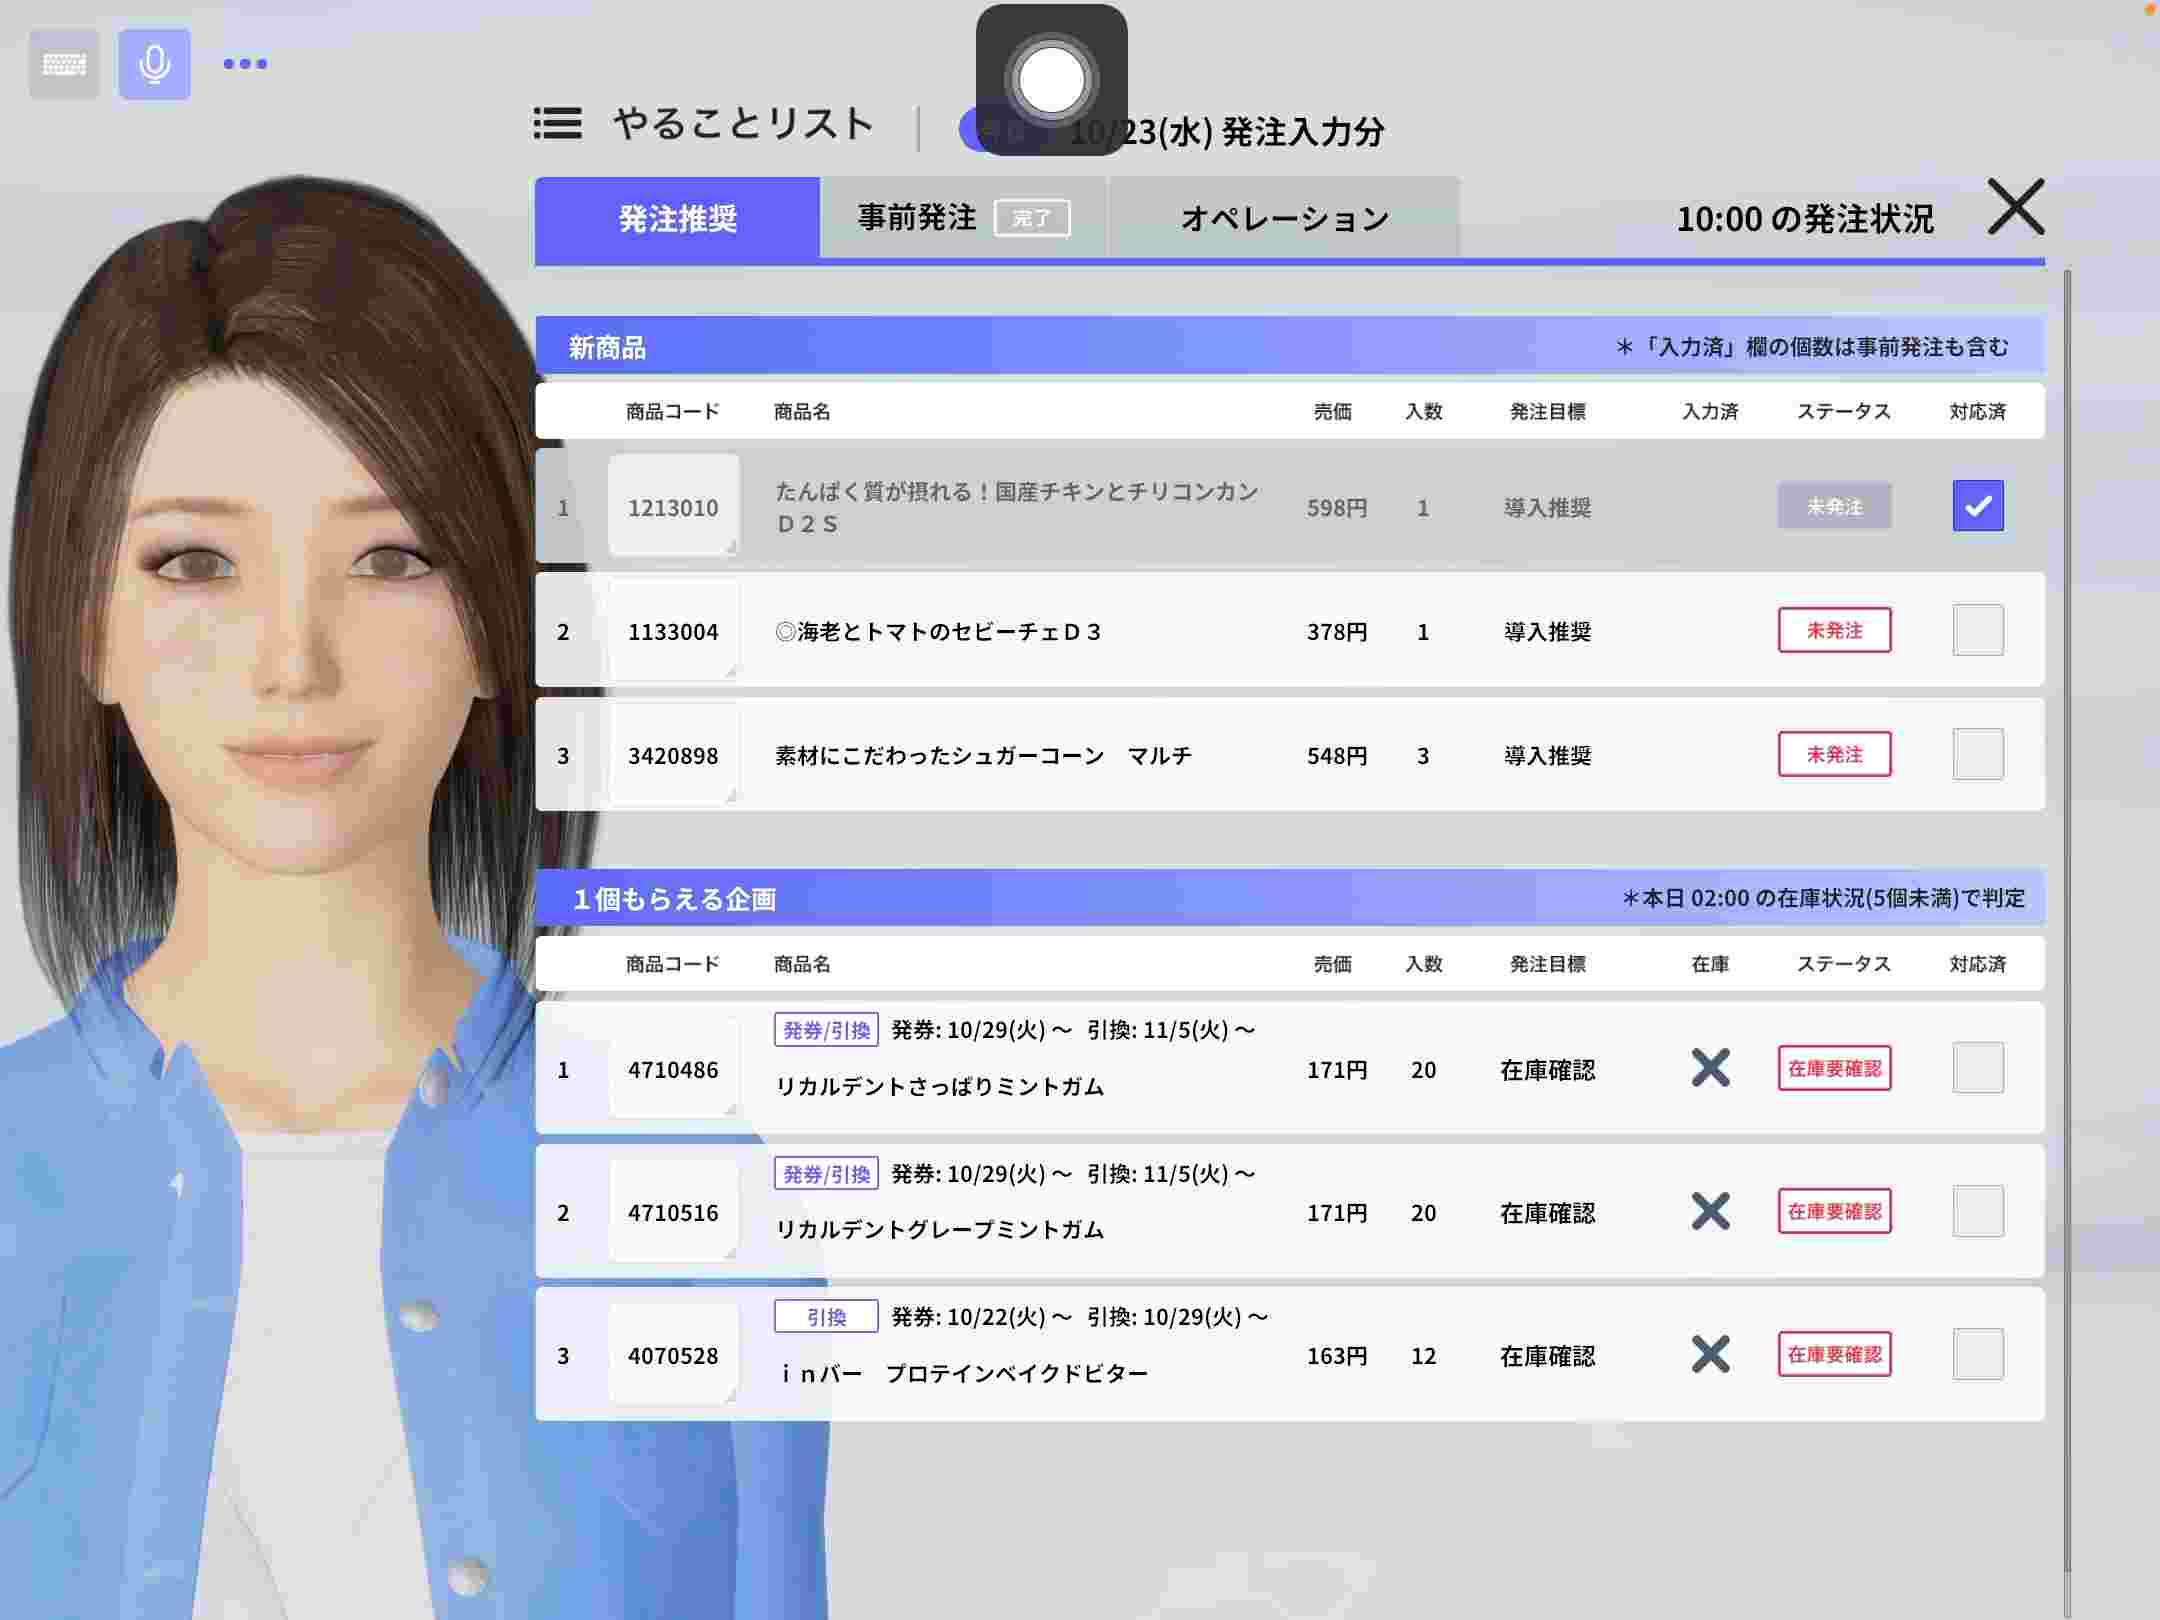 やることリスト
10/23(水) 発注入力分
発注推奨
事前発注 完了
オペレーション
10:00 の発注状況
新商品
＊「入力済」欄の個数は事前発注も含む
商品コード 商品名 売価 入数 発注目標 入力済 ステータス 対応済
1 1213010 たんぱく質が摂れる！国産チキンとチリコンカン 598円 1 導入推奨 未発注
Ｄ２Ｓ
2 1133004 ◎海老とトマトのセビーチェＤ３ 378円 1 導入推奨 未発注
3 3420898 素材にこだわったシュガーコーン　マルチ 548円 3 導入推奨 未発注
１個もらえる企画
＊本日 02:00 の在庫状況(5個未満)で判定
商品コード 商品名 売価 入数 発注目標 在庫 ステータス 対応済
発券/引換 発券: 10/29(火) ～ 引換: 11/5(火) ～
1 4710486 リカルデントさっぱりミントガム 171円 20 在庫確認 在庫要確認
発券/引換 発券: 10/29(火) ～ 引換: 11/5(火) ～
2 4710516 リカルデントグレープミントガム 171円 20 在庫確認 在庫要確認
引換 発券: 10/22(火) ～ 引換: 10/29(火) ～
3 4070528 ｉｎバー　プロテインベイクドビター 163円 12 在庫確認 在庫要確認